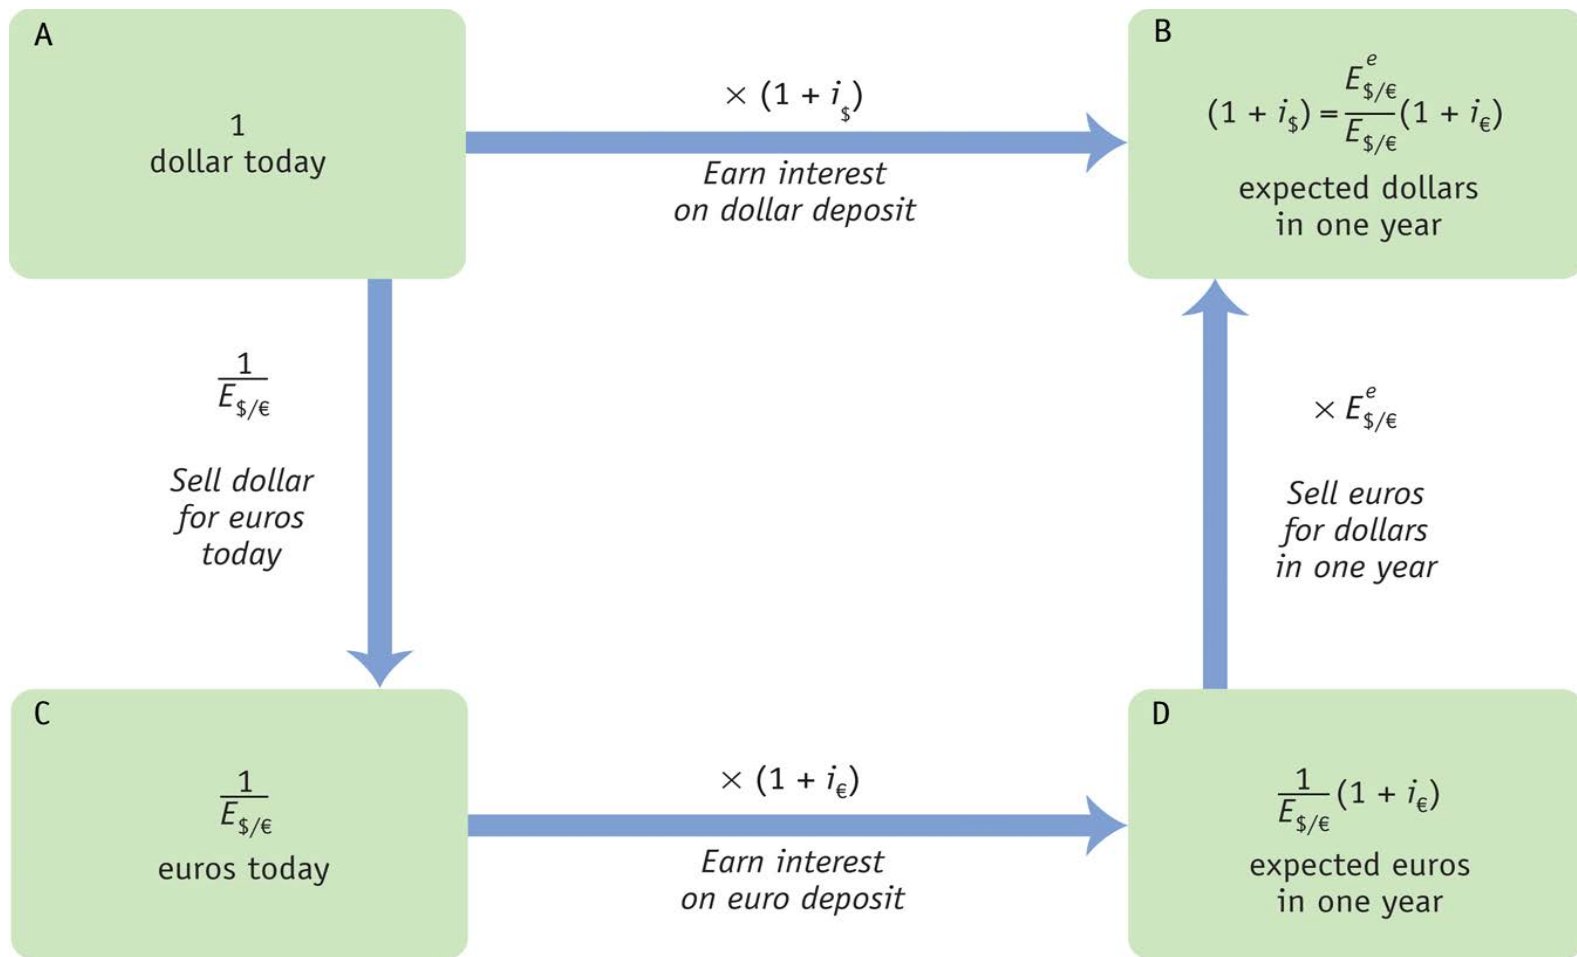 A
1
dollar today
× (1 + i$)
Earn interest
on dollar deposit
B
(1 + i$) = E^e$/€ / E$/€ (1 + i€)
expected dollars
in one year
1
E$/€
Sell dollar
for euros
today
× E^e$/€
Sell euros
for dollars
in one year
C
1
E$/€
euros today
× (1 + i€)
Earn interest
on euro deposit
D
1
E$/€ (1 + i€)
expected euros
in one year